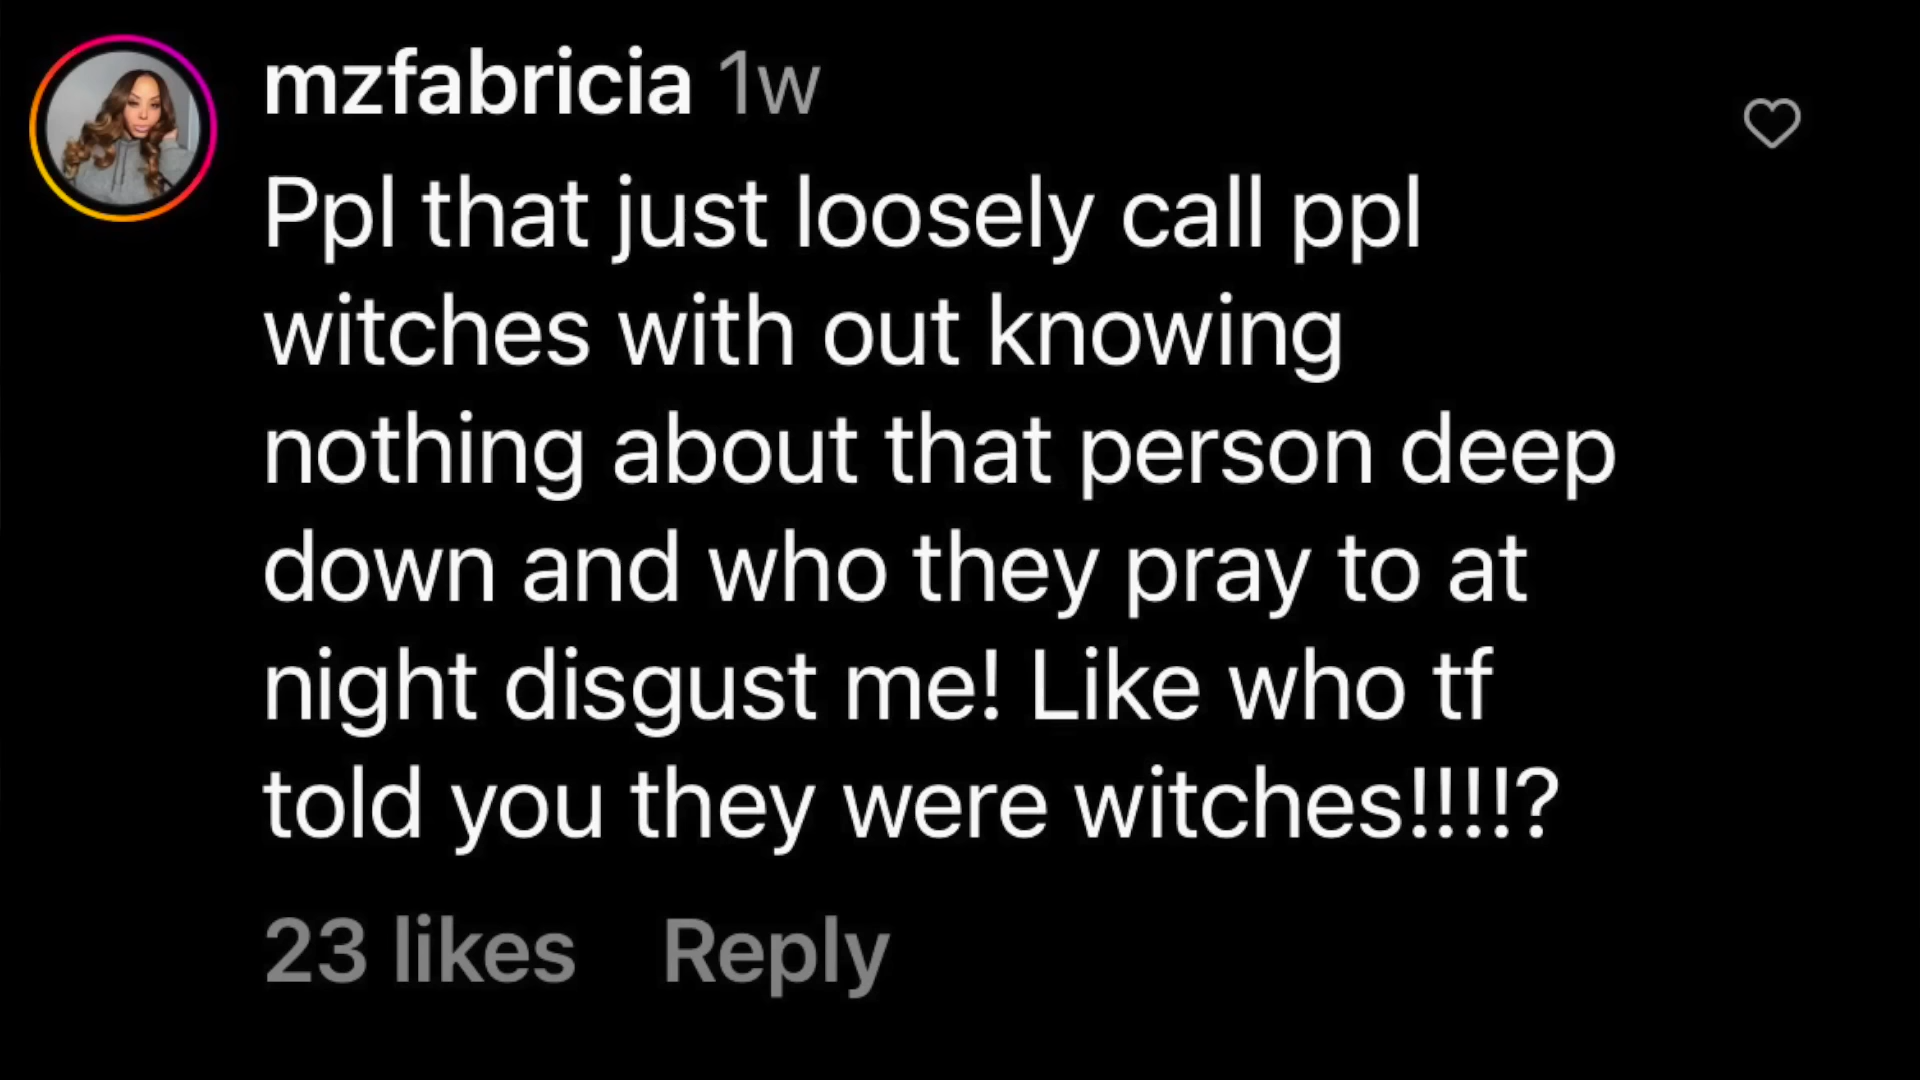 mzfabricia 1w
Ppl that just loosely call ppl
witches with out knowing
nothing about that person deep
down and who they pray to at
night disgust me! Like who tf
told you they were witches!!!!?
23 likes Reply